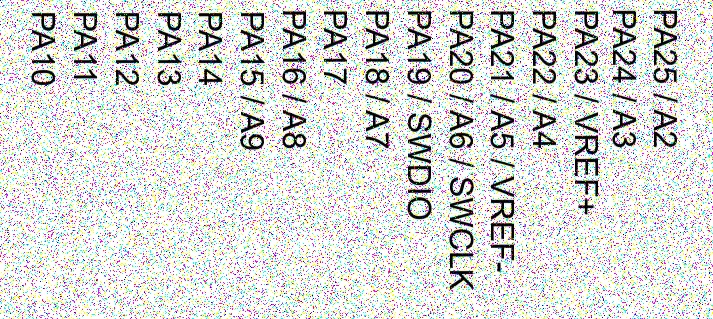 PA25 / A2
PA24 / A3
PA23 / VREF+
PA22 / A4
PA21 / A5 / VREF-
PA20 / A6 / SWCLK
PA19 / SWDIO
PA18 / A7
PA17
PA16 / A8
PA15 / A9
PA14
PA13
PA12
PA11
PA10